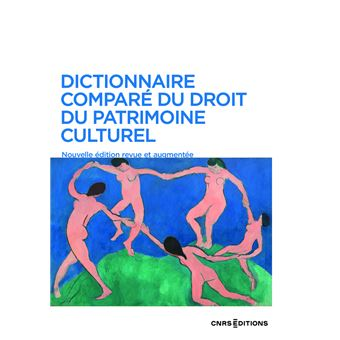 DICTIONNAIRE
COMPARÉ DU DROIT
DU PATRIMOINE
CULTUREL
Nouvelle édition revue et augmentée
CNRS ÉDITIONS